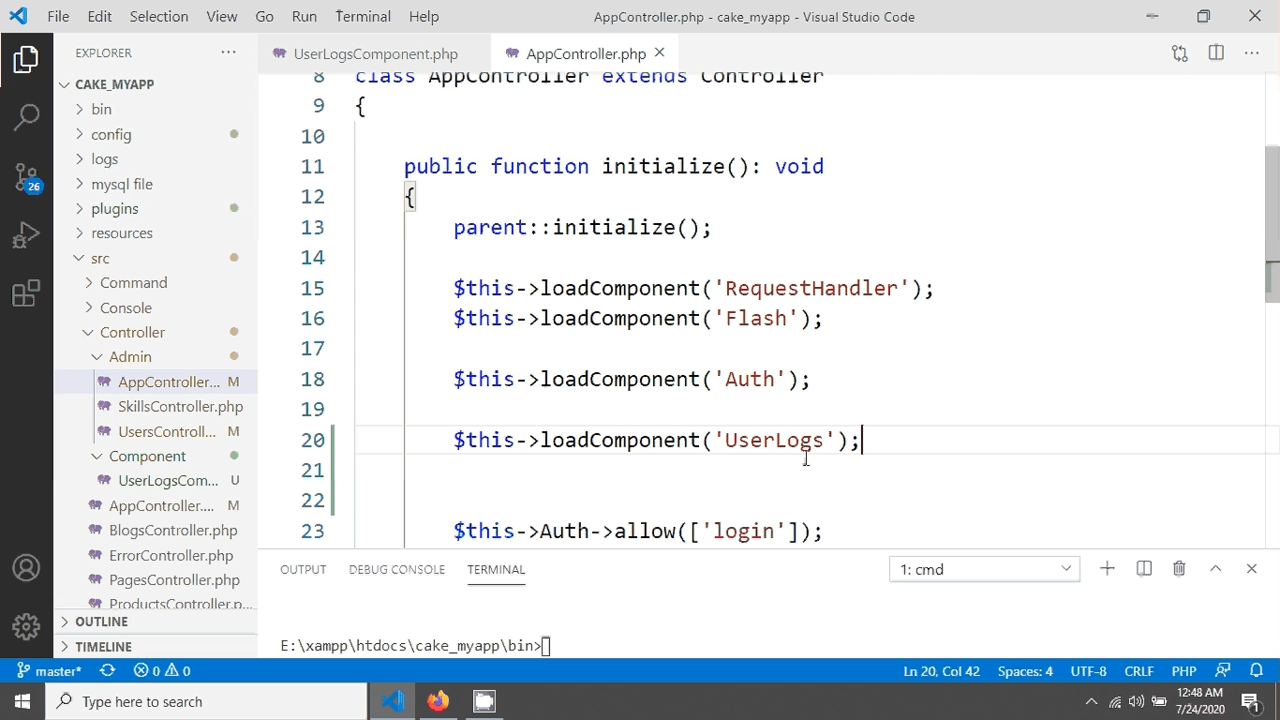 File Edit Selection View Go Run Terminal Help AppController.php - cake_myapp - Visual Studio Code
EXPLORER
CAKE_MYAPP
bin
config
logs
mysql file
plugins
resources
src
Command
Console
Controller
Admin
AppController... M
SkillsController.php
UsersControll... M
Component
UserLogsCom... U
AppController.... M
BlogsController.php
ErrorController.php
PagesController.php
ProductsController.p...
OUTLINE
TIMELINE
26
UserLogsComponent.php AppController.php
8 class AppController extends Controller
9 {
10
11 public function initialize(): void
12 {
13 parent::initialize();
14
15 $this->loadComponent('RequestHandler');
16 $this->loadComponent('Flash');
17
18 $this->loadComponent('Auth');
19
20 $this->loadComponent('UserLogs');
21
22
23 $this->Auth->allow(['login']);
OUTPUT DEBUG CONSOLE TERMINAL 1: cmd
E:\xampp\htdocs\cake_myapp\bin>
master* 0 0 Ln 20, Col 42 Spaces: 4 UTF-8 CRLF PHP
Type here to search
12:48 AM
7/24/2020
1